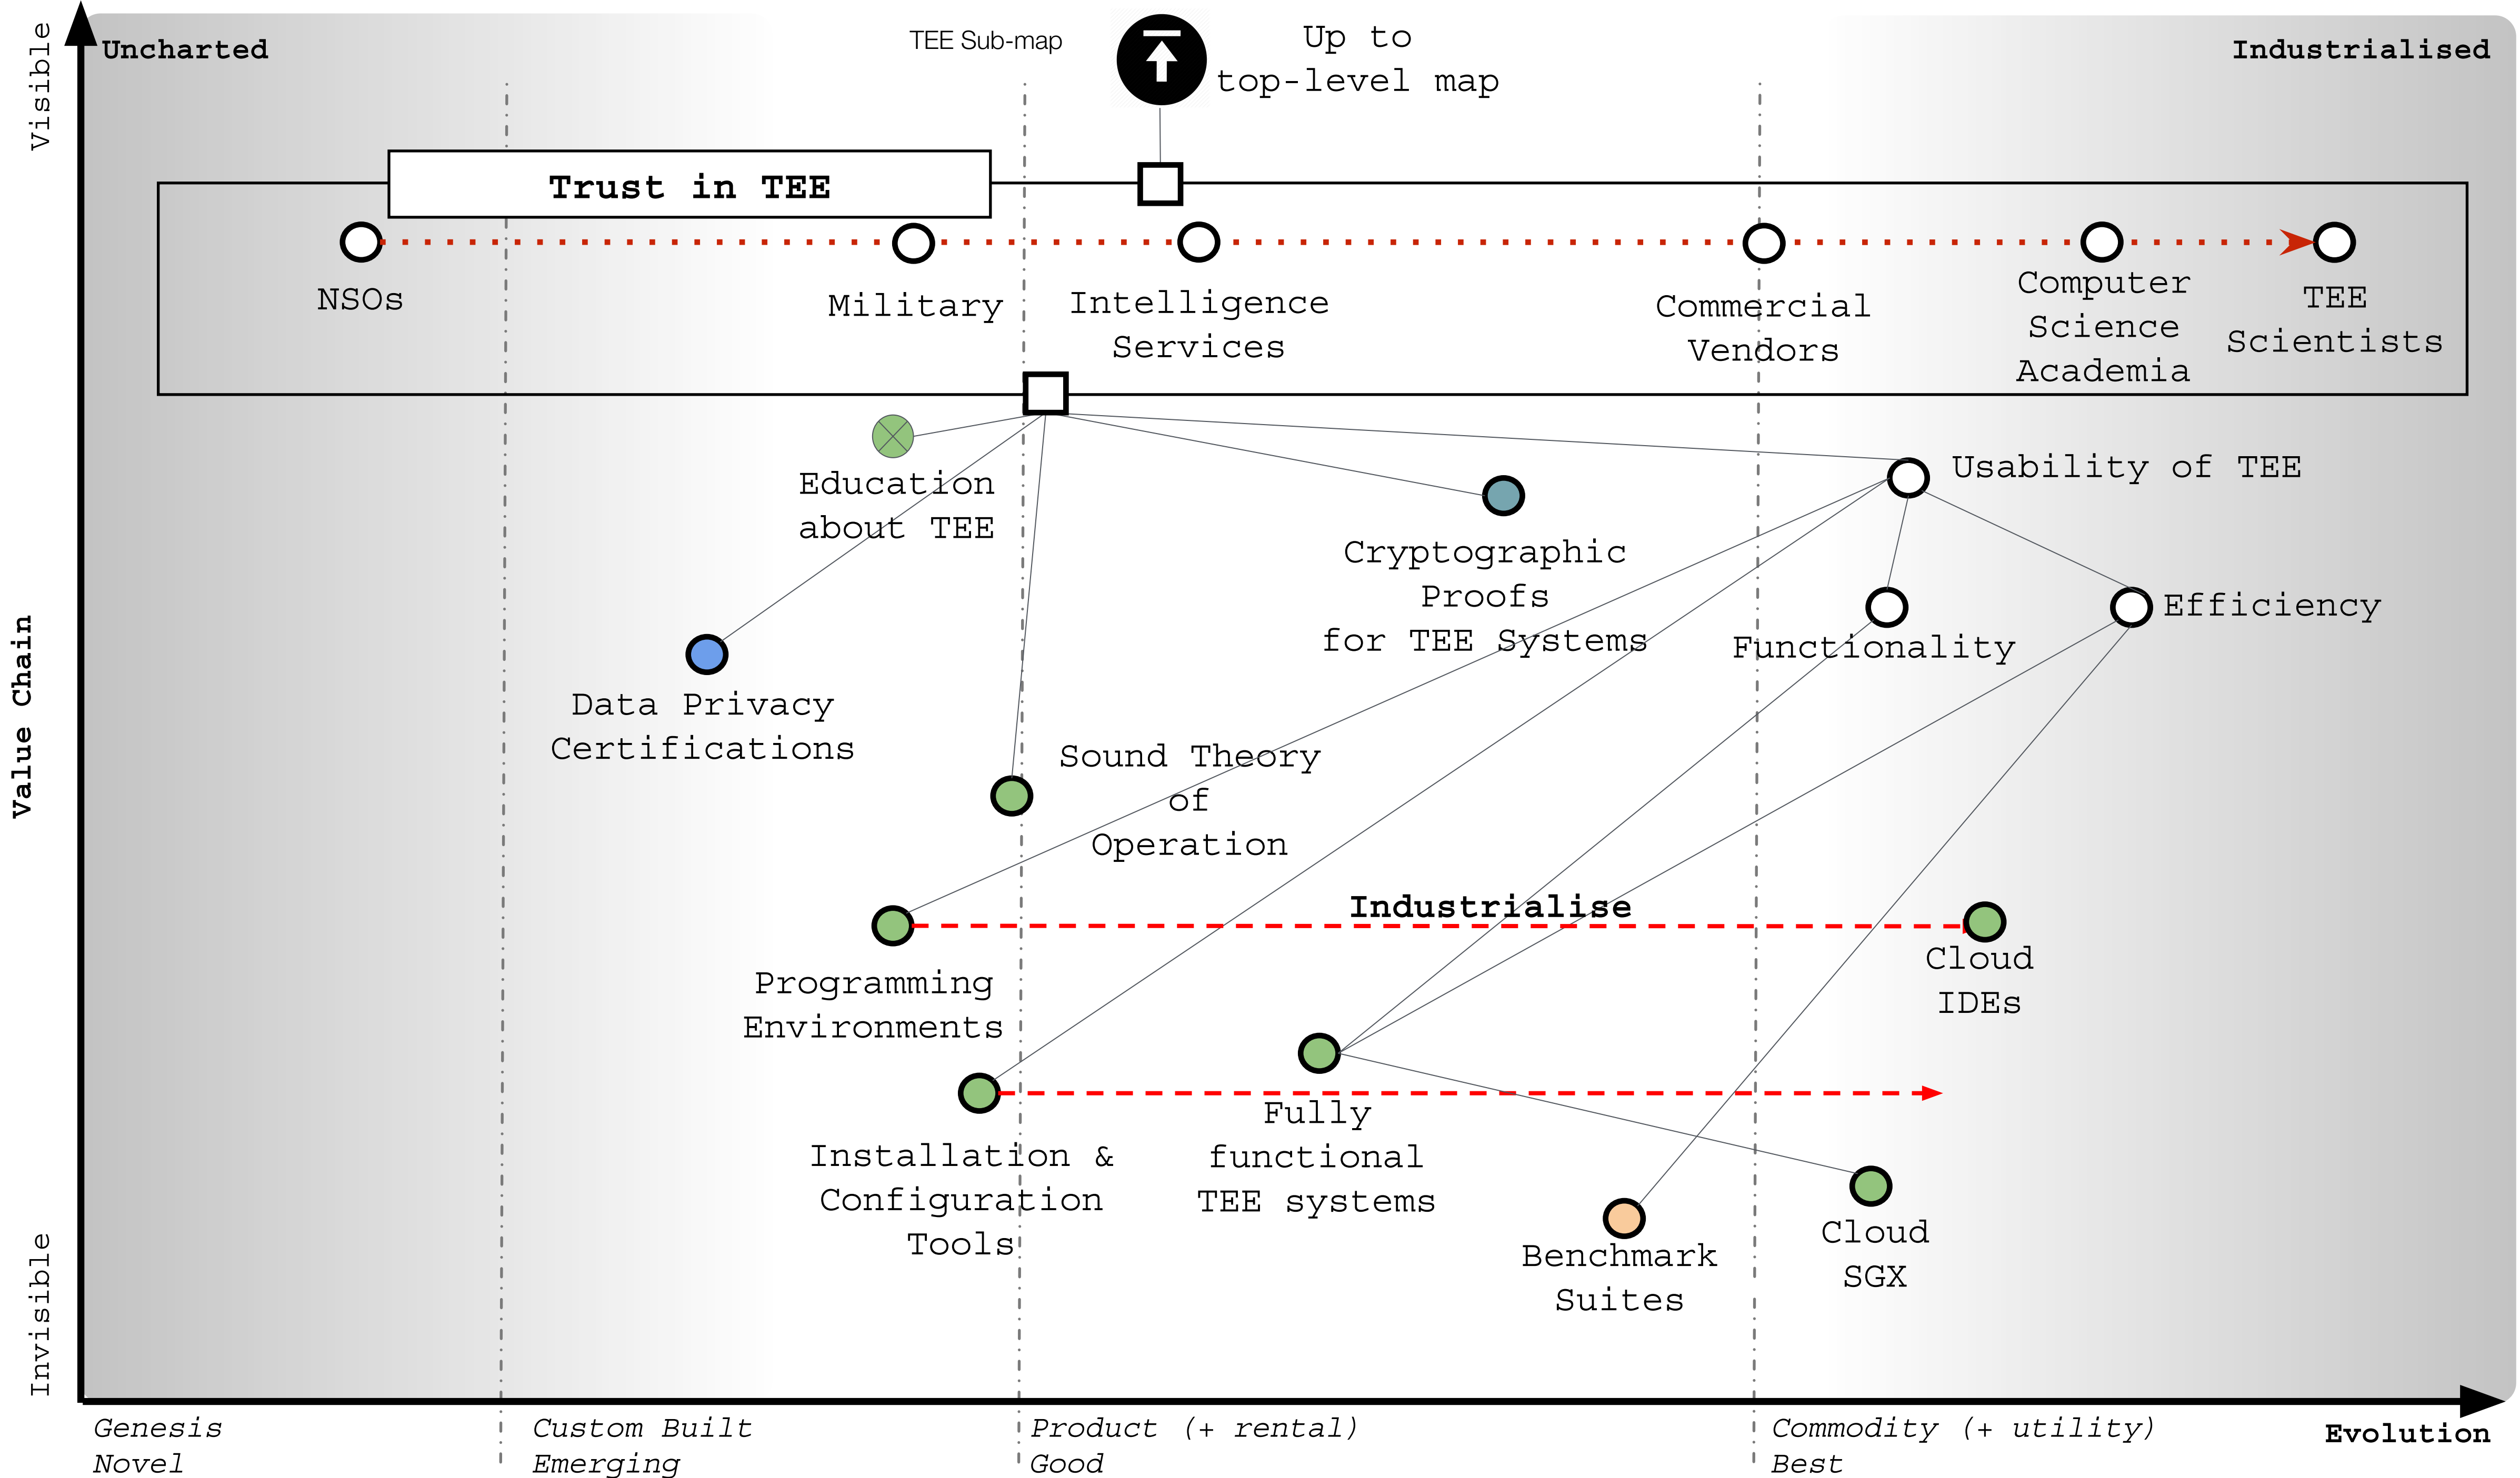 Visible
Uncharted
TEE Sub-map
Up to
top-level map
Industrialised
Trust in TEE
NSOs
Military
Intelligence
Services
Commercial
Vendors
Computer
Science
Academia
TEE
Scientists
Education
about TEE
Usability of TEE
Cryptographic
Proofs
for TEE Systems
Functionality
Efficiency
Value Chain
Data Privacy
Certifications
Sound Theory
of
Operation
Industrialise
Programming
Environments
Cloud
IDEs
Fully
functional
TEE systems
Installation &
Configuration
Tools
Benchmark
Suites
Cloud
SGX
Invisible
Genesis
Novel
Custom Built
Emerging
Product (+ rental)
Good
Commodity (+ utility)
Best
Evolution